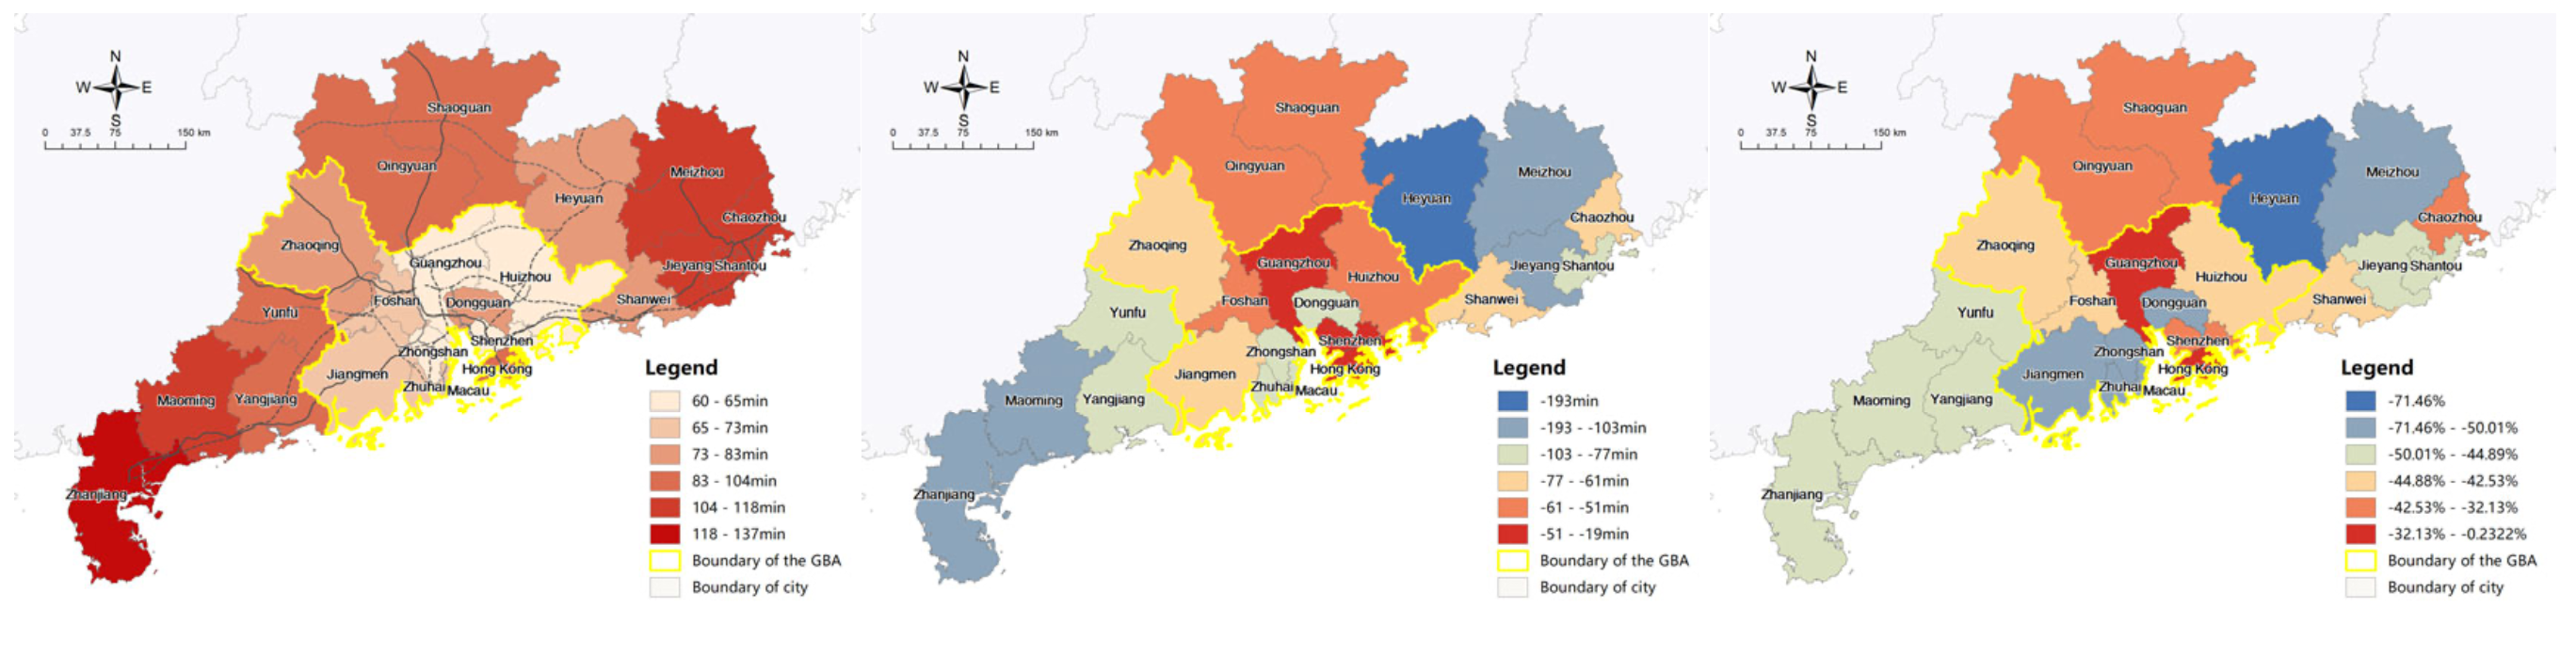 N
W E
S
0 37.5 75 150 km
Shaoguan
Qingyuan
Meizhou
Heyuan
Chaozhou
Zhaoqing
Guangzhou
Huizhou
Jieyang Shantou
Foshan
Dongguan
Shanwei
Yunfu
Shenzhen
Zhongshan
Hong Kong
Jiangmen
Zhuhai
Macau
Maoming
Yangjiang
Zhanjiang
Legend
60 - 65min
65 - 73min
73 - 83min
83 - 104min
104 - 118min
118 - 137min
Boundary of the GBA
Boundary of city
N
W E
S
0 37.5 75 150 km
Shaoguan
Qingyuan
Meizhou
Heyuan
Chaozhou
Zhaoqing
Guangzhou
Huizhou
Jieyang Shantou
Foshan
Dongguan
Shanwei
Yunfu
Shenzhen
Zhongshan
Hong Kong
Jiangmen
Zhuhai
Macau
Maoming
Yangjiang
Zhanjiang
Legend
-193min
-193 - -103min
-103 - -77min
-77 - -61min
-61 - -51min
-51 - -19min
Boundary of the GBA
Boundary of city
N
W E
S
0 37.5 75 150 km
Shaoguan
Qingyuan
Meizhou
Heyuan
Chaozhou
Zhaoqing
Guangzhou
Huizhou
Jieyang Shantou
Foshan
Dongguan
Shanwei
Yunfu
Shenzhen
Zhongshan
Hong Kong
Jiangmen
Zhuhai
Macau
Maoming
Yangjiang
Zhanjiang
Legend
-71.46%
-71.46% - -50.01%
-50.01% - -44.89%
-44.88% - -42.53%
-42.53% - -32.13%
-32.13% - -0.2322%
Boundary of the GBA
Boundary of city